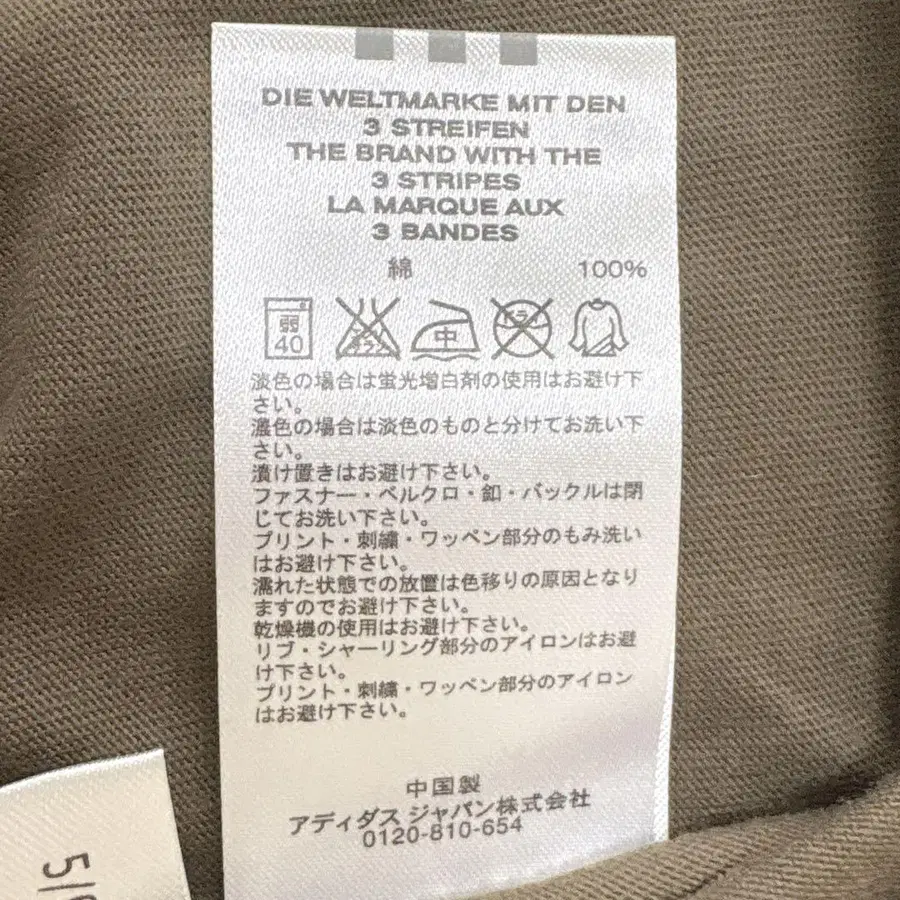 DIE WELTMARKE MIT DEN
3 STREIFEN
THE BRAND WITH THE
3 STRIPES
LA MARQUE AUX
3 BANDES
綿 100%
弱
40
中
ドライ
淡色の場合は蛍光増白剤の使用はお避け下
さい。
濃色の場合は淡色のものと分けてお洗い下
さい。
漬け置きはお避け下さい。
ファスナー・ベルクロ・釦・バックルは閉
じてお洗い下さい。
プリント・刺繍・ワッペン部分のもみ洗い
はお避け下さい。
濡れた状態での放置は色移りの原因となり
ますのでお避け下さい。
乾燥機の使用はお避け下さい。
リブ・シャーリング部分のアイロンはお避
け下さい。
プリント・刺繍・ワッペン部分のアイロン
はお避け下さい。
中国製
アディダス ジャパン株式会社
0120-810-654
5/